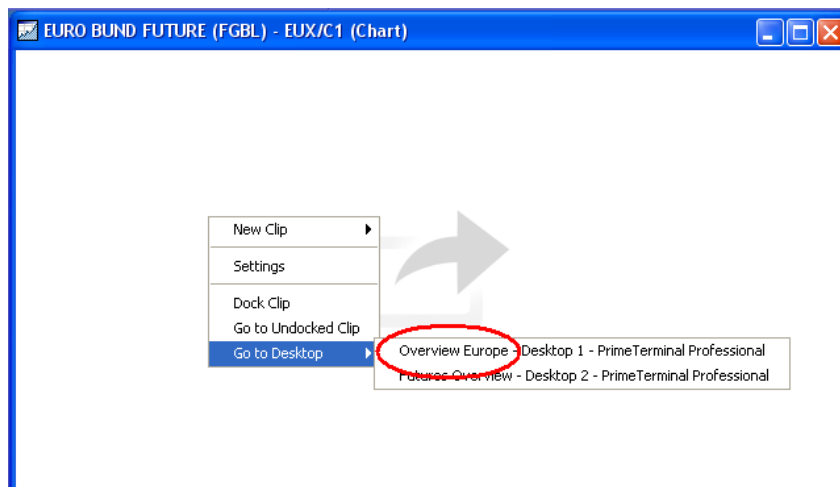 EURO BUND FUTURE (FGBL) - EUX/C1 (Chart)
New Clip
Settings
Dock Clip
Go to Undocked Clip
Go to Desktop
Overview Europe - Desktop 1 - PrimeTerminal Professional
Futures Overview - Desktop 2 - PrimeTerminal Professional